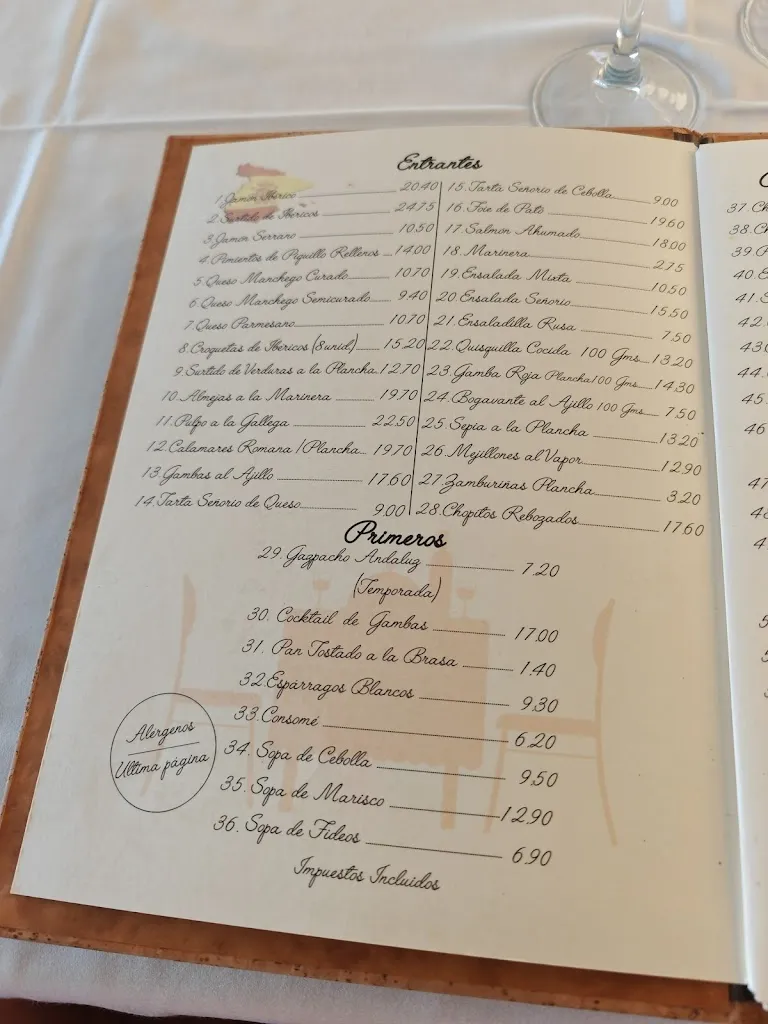 Entrantes
1.Jamón Ibérico 20.40
2.Surtido de Ibéricos 24.75
3.Jamon Serrano 10.50
4.Pimientos de Piquillo Rellenos 14.00
5.Queso Manchego Curado 10.70
6.Queso Manchego Semicurado 9.40
7.Queso Parmesano 10.70
8.Croquetas de Ibericos (8unid) 15.20
9.Surtido de Verduras a la Plancha 12.70
10.Almejas a la Marinera 19.70
11.Pulpo a la Gallega 22.50
12.Calamares Romana /Plancha 19.70
13.Gambas al Ajillo 17.60
14.Tarta Señorio de Queso 9.00
15.Tarta Señorio de Cebolla 9.00
16.Foie de Pato 19.60
17.Salmón Ahumado 18.00
18.Marinera 2.75
19.Ensalada Mixta 10.50
20.Ensalada Señorio 15.50
21.Ensaladilla Rusa 7.50
22.Quisquilla Cocida 100 Gms 13.20
23.Gamba Roja Plancha100 Gms 14.30
24.Bogavante al Ajillo 100 Gms 7.50
25.Sepia a la Plancha 13.20
26.Mejillones al Vapor 12.90
27.Zamburiñas Plancha 3.20
28.Chopitos Rebozados 17.60
Primeros
29.Gazpacho Andaluz 7.20
(Temporada)
30.Cocktail de Gambas 17.00
31.Pan Tostado a la Brasa 1.40
32.Espárragos Blancos 9.30
33.Consomé 6.20
34.Sopa de Cebolla 9.50
35.Sopa de Marisco 12.90
36.Sopa de Fideos 6.90
Impuestos Incluidos
Alergenos
Ultima página
37.
38.
39.
40.
41.
42.
43
44.
45.
46